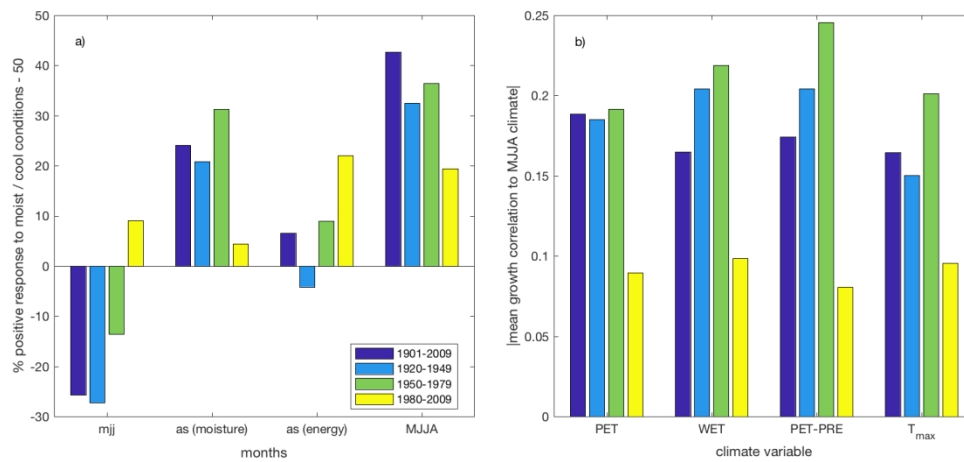 a)
50
40
30
20
10
0
-10
-20
-30
% positive response to moist / cool conditions - 50
mjj
as (moisture)
as (energy)
MJJA
months
1901-2009
1920-1949
1950-1979
1980-2009
b)
0.25
0.2
0.15
0.1
0.05
0
|mean growth correlation to MJJA climate|
PET
WET
PET-PRE
Tmax
climate variable